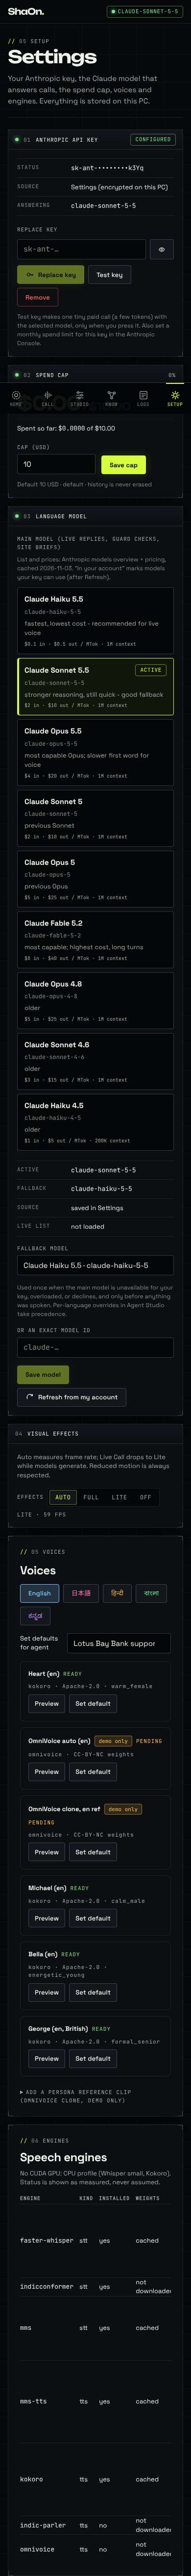 ShaOn.
CLAUDE-SONNET-5-5
// 05 SETUP
Settings
Your Anthropic key, the Claude model that
answers calls, the spend cap, voices and
engines. Everything is stored on this PC.
01 ANTHROPIC API KEY
CONFIGURED
STATUS
sk-ant-••••••••k3Yq
SOURCE
Settings (encrypted on this PC)
ANSWERING
claude-sonnet-5-5
REPLACE KEY
sk-ant-…
Replace key
Test key
Remove
Test key makes one tiny paid call (a few tokens) with
the selected model, only when you press it. Also set a
monthly spend limit for this key in the Anthropic
Console.
02 SPEND CAP
0%
HOME
CALL
STUDIO
KNOW
LOGS
SETUP
Spent so far: $0.0000 of $10.00
CAP (USD)
10
Save cap
Default 10 USD · default · history is never erased
03 LANGUAGE MODEL
MAIN MODEL (LIVE REPLIES, GUARD CHECKS,
SITE BRIEFS)
List and prices: Anthropic models overview + pricing,
cached 2026-11-03. "In your account" marks models
your key can use (after Refresh).
Claude Haiku 5.5
claude-haiku-5-5
fastest, lowest cost - recommended for live
voice
$0.1 in · $0.5 out / MTok · 1M context
Claude Sonnet 5.5
ACTIVE
claude-sonnet-5-5
stronger reasoning, still quick - good fallback
$2 in · $10 out / MTok · 1M context
Claude Opus 5.5
claude-opus-5-5
most capable Opus; slower first word for
voice
$4 in · $20 out / MTok · 1M context
Claude Sonnet 5
claude-sonnet-5
previous Sonnet
$2 in · $10 out / MTok · 1M context
Claude Opus 5
claude-opus-5
previous Opus
$5 in · $25 out / MTok · 1M context
Claude Fable 5.2
claude-fable-5-2
most capable; highest cost, long turns
$8 in · $40 out / MTok · 1M context
Claude Opus 4.8
claude-opus-4-8
older
$5 in · $25 out / MTok · 1M context
Claude Sonnet 4.6
claude-sonnet-4-6
older
$3 in · $15 out / MTok · 1M context
Claude Haiku 4.5
claude-haiku-4-5
older
$1 in · $5 out / MTok · 200K context
ACTIVE
claude-sonnet-5-5
FALLBACK
claude-haiku-5-5
SOURCE
saved in Settings
LIVE LIST
not loaded
FALLBACK MODEL
Claude Haiku 5.5 · claude-haiku-5-5
Used once when the main model is unavailable for your
key, overloaded, or declines, and only before anything
was spoken. Per-language overrides in Agent Studio
take precedence.
OR AN EXACT MODEL ID
claude-…
Save model
Refresh from my account
04 VISUAL EFFECTS
Auto measures frame rate; Live Call drops to Lite
while models generate. Reduced motion is always
respected.
EFFECTS
AUTO
FULL
LITE
OFF
LITE · 59 FPS
// 05 VOICES
Voices
English
日本語
हिन्दी
বাংলা
ಕನ್ನಡ
Set defaults
for agent
Lotus Bay Suppor
Heart (en) READY
kokoro · Apache-2.0 · warm_female
Preview
Set default
OmniVoice auto (en) demo only PENDING
omnivoice · CC-BY-NC weights
Preview
Set default
OmniVoice clone, en ref demo only
PENDING
omnivoice · CC-BY-NC weights
Preview
Set default
Michael (en) READY
kokoro · Apache-2.0 · calm_male
Preview
Set default
Bella (en) READY
kokoro · Apache-2.0 ·
energetic_young
Preview
Set default
George (en, British) READY
kokoro · Apache-2.0 · formal_senior
Preview
Set default
▸ ADD A PERSONA REFERENCE CLIP
(OMNIVOICE CLONE, DEMO ONLY)
// 06 ENGINES
Speech engines
No CUDA GPU: CPU profile (Whisper small, Kokoro).
Status is shown as measured, never assumed.
ENGINE KIND INSTALLED WEIGHTS
faster-whisper stt yes cached
indicconformer stt yes not
downloaded
mms stt yes cached
mms-tts tts yes cached
kokoro tts yes cached
indic-parler tts no not
downloaded
omnivoice tts no not
downloaded